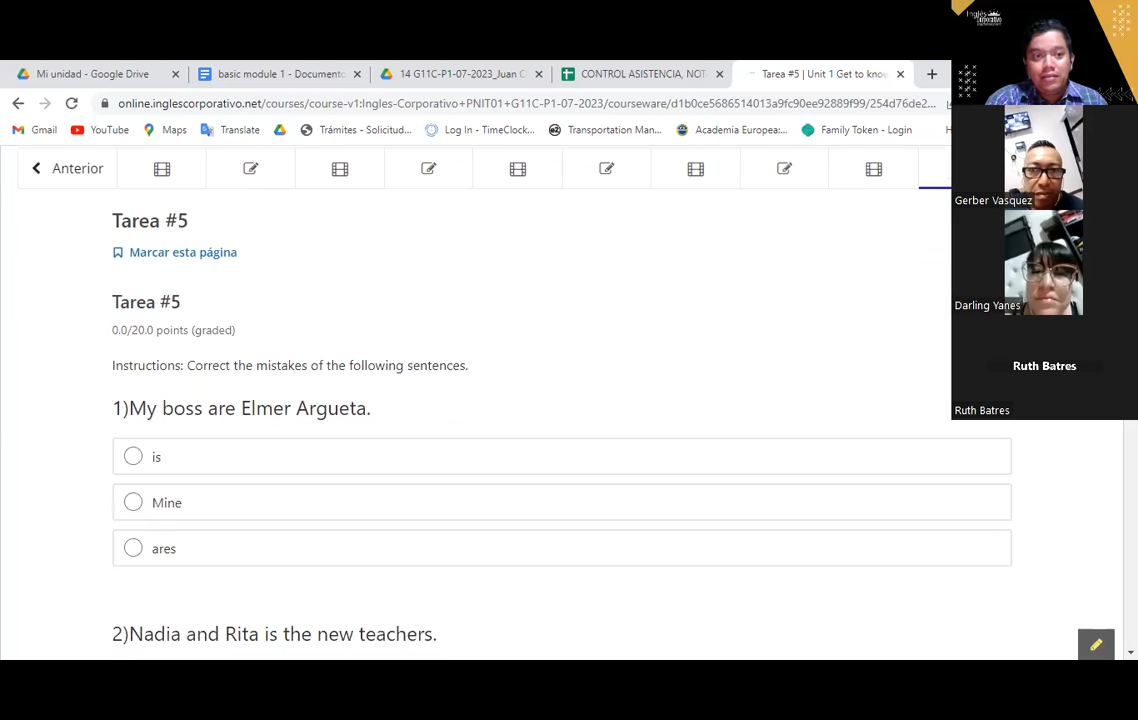 Mi unidad - Google Drive
basic module 1 - Documento
14 G11C-P1-07-2023_Juan C
CONTROL ASISTENCIA, NOT
Tarea #5 | Unit 1 Get to know
online.inglescorporativo.net/courses/course-v1:Ingles-Corporativo+PNIT01+G11C-P1-07-2023/courseware/d1b0ce5686514013a9fc90ee92889f99/254d76de2...
Gmail
YouTube
Maps
Translate
Trámites - Solicitud...
Log In - TimeClock...
Transportation Man...
Academia Europea:...
Family Token - Login
H
Anterior
Tarea #5
Marcar esta página
Tarea #5
0.0/20.0 points (graded)
Instructions: Correct the mistakes of the following sentences.
1)My boss are Elmer Argueta.
is
Mine
ares
2)Nadia and Rita is the new teachers.
Inglés
Corporativo
Gerber Vasquez
Darling Yanes
Ruth Batres
Ruth Batres